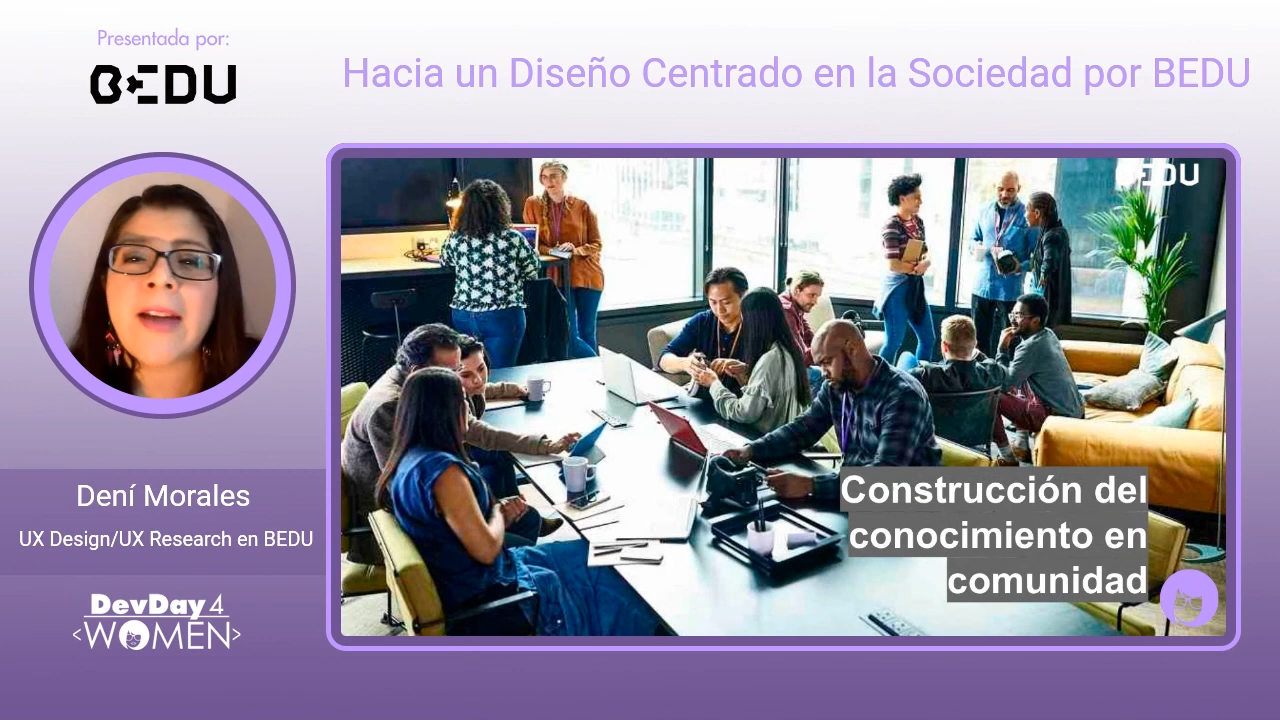 Presentada por:
BEDU
Hacia un Diseño Centrado en la Sociedad por BEDU
BEDU
Construcción del
conocimiento en
comunidad
Dení Morales
UX Design/UX Research en BEDU
DevDay4
<WOMEN>